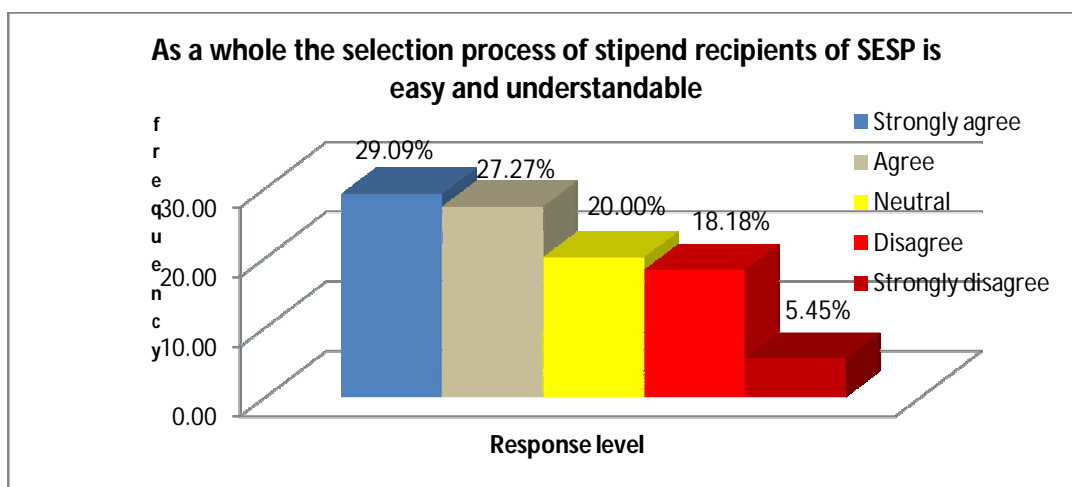 As a whole the selection process of stipend recipients of SESP is
easy and understandable
frequency
30.00
20.00
10.00
0.00
29.09%
27.27%
20.00%
18.18%
5.45%
Strongly agree
Agree
Neutral
Disagree
Strongly disagree
Response level